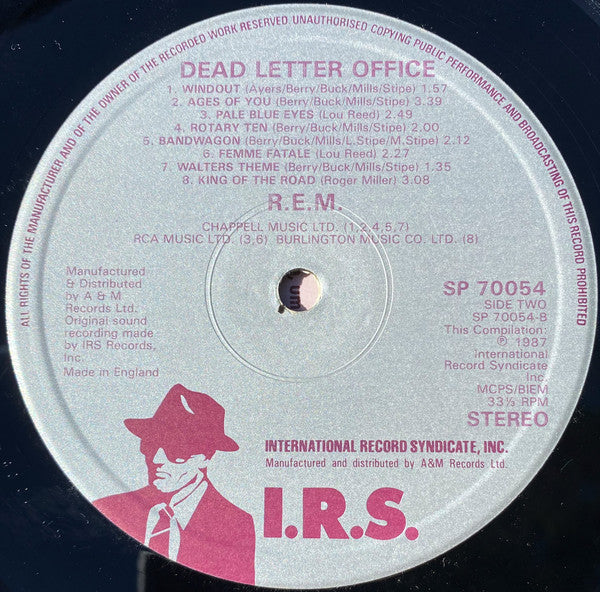 ALL RIGHTS OF THE MANUFACTURER AND OF THE OWNER OF THE RECORDED WORK RESERVED UNAUTHORISED COPYING PUBLIC PERFORMANCE AND BROADCASTING OF THIS RECORD PROHIBITED
DEAD LETTER OFFICE
1. WINDOUT (Ayers/Berry/Buck/Mills/Stipe) 1.57
2. AGES OF YOU (Berry/Buck/Mills/Stipe) 3.39
3. PALE BLUE EYES (Lou Reed) 2.49
4. ROTARY TEN (Berry/Buck/Mills/Stipe) 2.00
5. BANDWAGON (Berry/Buck/Mills/L.Stipe/M.Stipe) 2.12
6. FEMME FATALE (Lou Reed) 2.27
7. WALTERS THEME (Berry/Buck/Mills/Stipe) 1.35
8. KING OF THE ROAD (Roger Miller) 3.08
R.E.M.
CHAPPELL MUSIC LTD. (1,2,4,5,7)
RCA MUSIC LTD. (3,6) BURLINGTON MUSIC CO. LTD. (8)
Manufactured
& Distributed
by A & M
Records Ltd.
Original sound
recording made
by IRS Records,
Inc.
Made in England
SP 70054
SIDE TWO
SP 70054-B
This Compilation:
℗ 1987
International
Record Syndicate
Inc.
MCPS/BIEM
33⅓ RPM
STEREO
INTERNATIONAL RECORD SYNDICATE, INC.
Manufactured and distributed by A&M Records Ltd.
I.R.S.